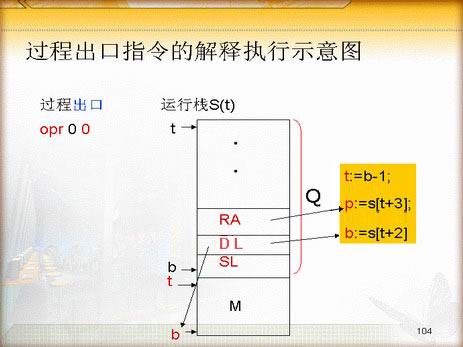 过程出口指令的解释执行示意图
过程出口
opr 0 0
运行栈S(t)
t
RA
D L
SL
b
t
M
b
Q
t:=b-1;
p:=s[t+3];
b:=s[t+2]
104